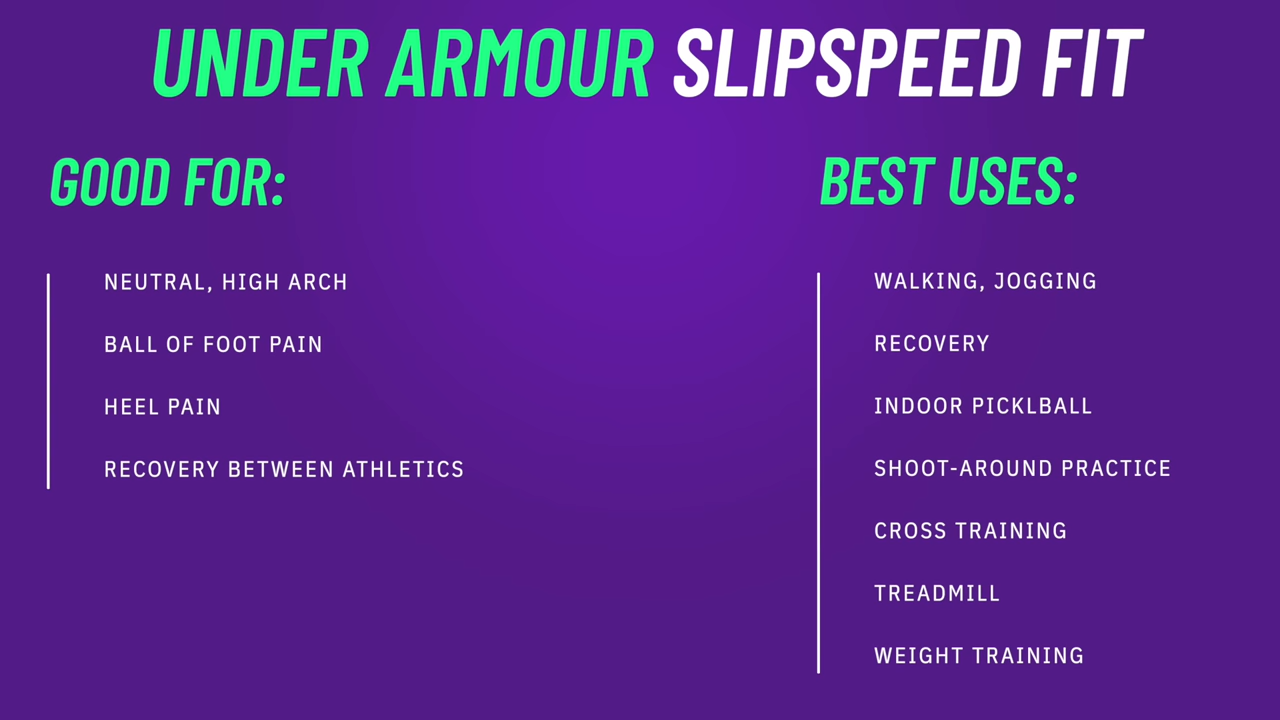 UNDER ARMOUR SLIPSPEED FIT
GOOD FOR:
NEUTRAL, HIGH ARCH
BALL OF FOOT PAIN
HEEL PAIN
RECOVERY BETWEEN ATHLETICS
BEST USES:
WALKING, JOGGING
RECOVERY
INDOOR PICKLBALL
SHOOT-AROUND PRACTICE
CROSS TRAINING
TREADMILL
WEIGHT TRAINING